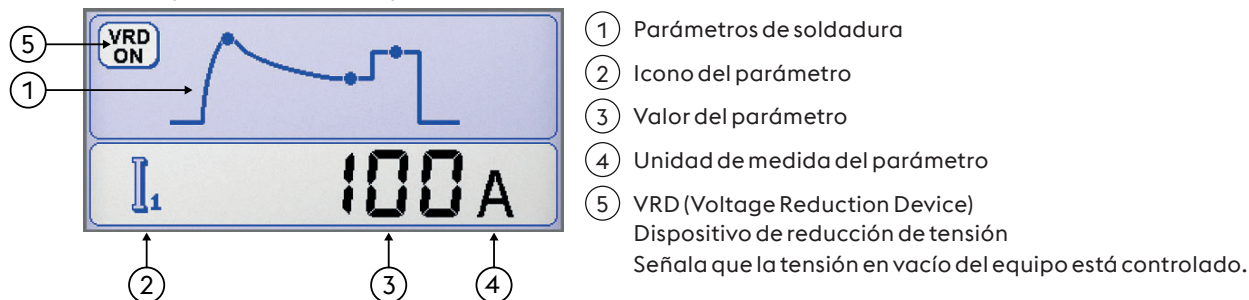 VRD
ON
5
1
I1
100 A
2
3
4
1 Parámetros de soldadura
2 Icono del parámetro
3 Valor del parámetro
4 Unidad de medida del parámetro
5 VRD (Voltage Reduction Device)
Dispositivo de reducción de tensión
Señala que la tensión en vacío del equipo está controlado.